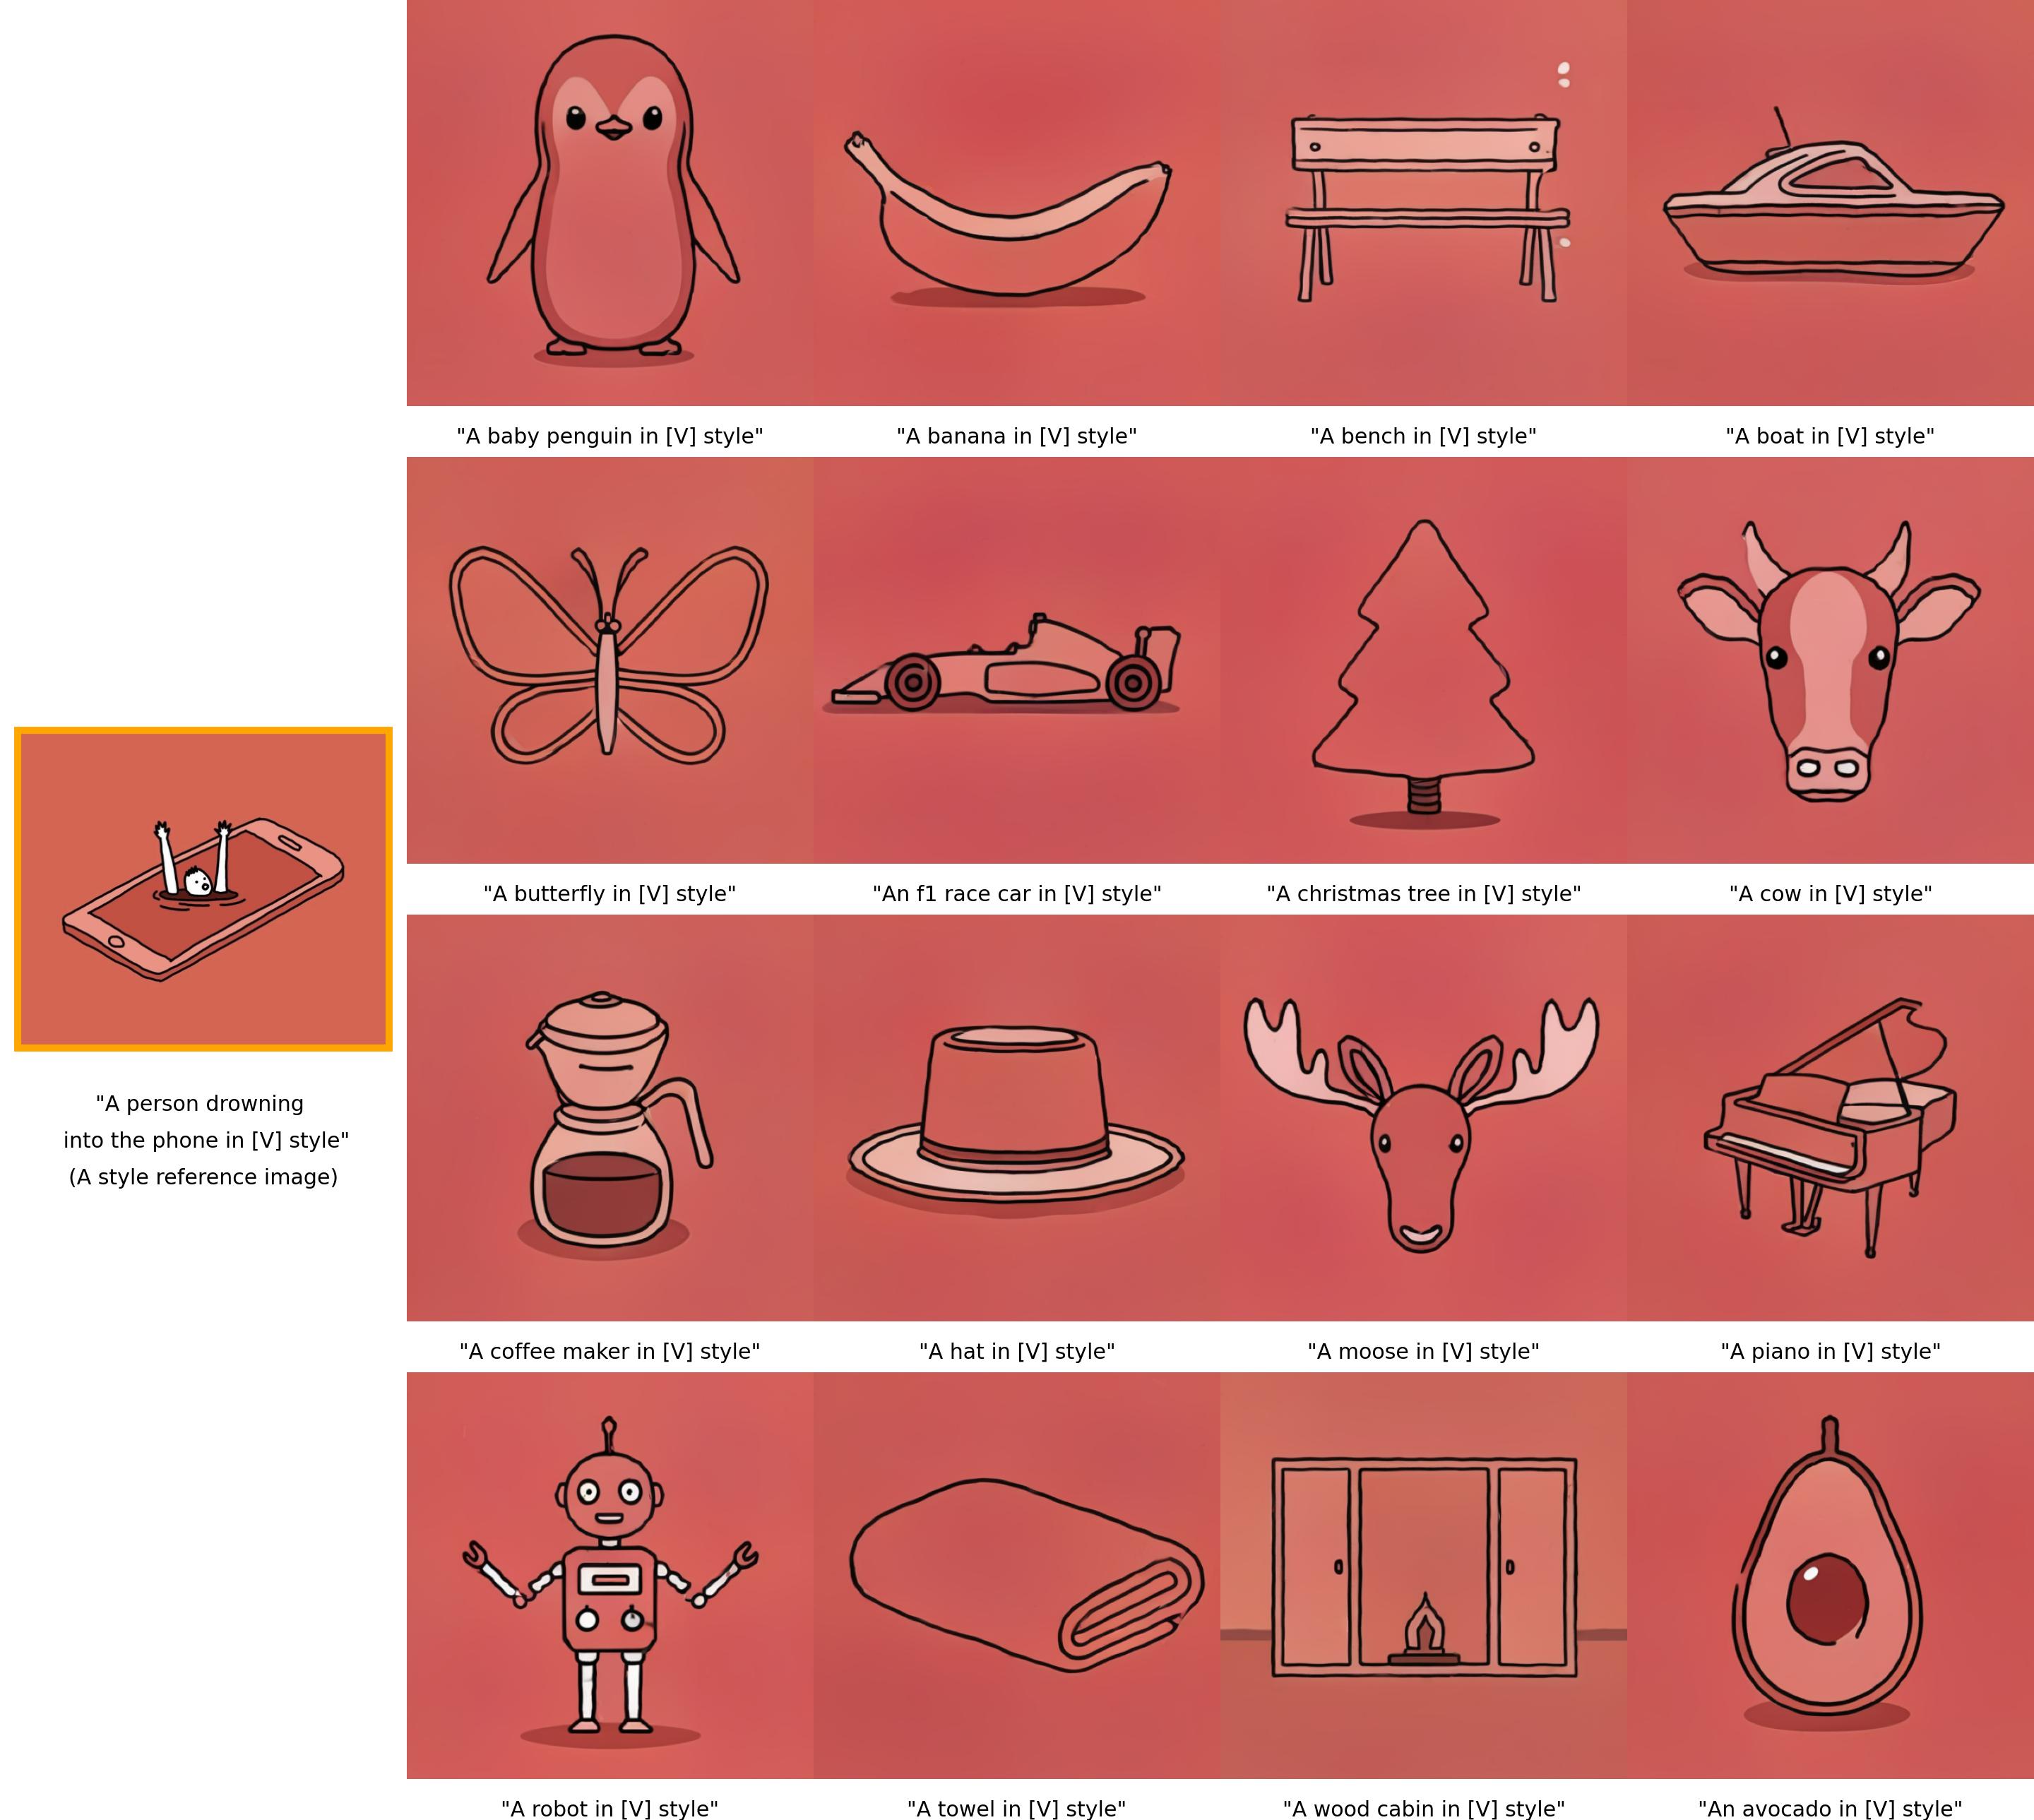 "A baby penguin in [V] style"
"A banana in [V] style"
"A bench in [V] style"
"A boat in [V] style"
"A butterfly in [V] style"
"An f1 race car in [V] style"
"A christmas tree in [V] style"
"A cow in [V] style"
"A person drowning
into the phone in [V] style"
(A style reference image)
"A coffee maker in [V] style"
"A hat in [V] style"
"A moose in [V] style"
"A piano in [V] style"
"A robot in [V] style"
"A towel in [V] style"
"A wood cabin in [V] style"
"An avocado in [V] style"